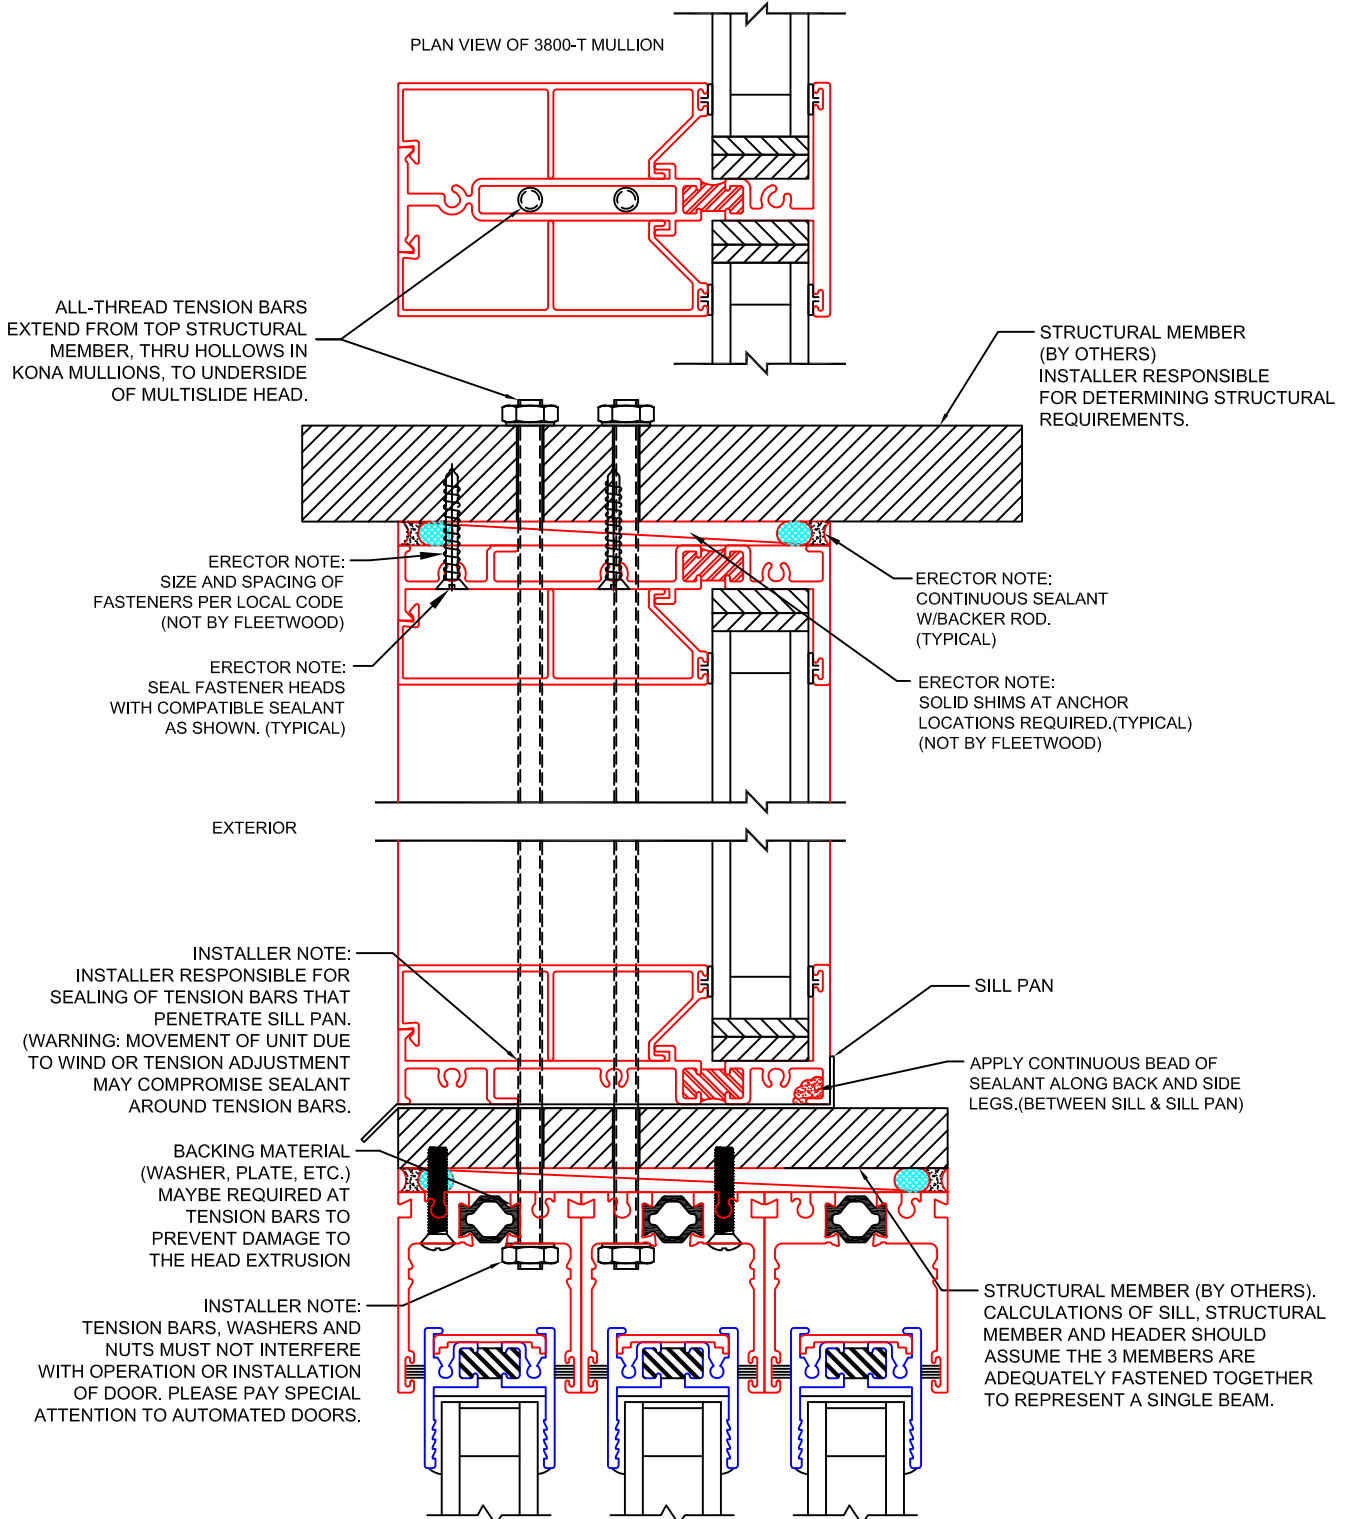 PLAN VIEW OF 3800-T MULLION
ALL-THREAD TENSION BARS
EXTEND FROM TOP STRUCTURAL
MEMBER, THRU HOLLOWS IN
KONA MULLIONS, TO UNDERSIDE
OF MULTISLIDE HEAD.
STRUCTURAL MEMBER
(BY OTHERS)
INSTALLER RESPONSIBLE
FOR DETERMINING STRUCTURAL
REQUIREMENTS.
ERECTOR NOTE:
SIZE AND SPACING OF
FASTENERS PER LOCAL CODE
(NOT BY FLEETWOOD)
ERECTOR NOTE:
CONTINUOUS SEALANT
W/BACKER ROD.
(TYPICAL)
ERECTOR NOTE:
SEAL FASTENER HEADS
WITH COMPATIBLE SEALANT
AS SHOWN. (TYPICAL)
ERECTOR NOTE:
SOLID SHIMS AT ANCHOR
LOCATIONS REQUIRED.(TYPICAL)
(NOT BY FLEETWOOD)
EXTERIOR
INSTALLER NOTE:
INSTALLER RESPONSIBLE FOR
SEALING OF TENSION BARS THAT
PENETRATE SILL PAN.
(WARNING: MOVEMENT OF UNIT DUE
TO WIND OR TENSION ADJUSTMENT
MAY COMPROMISE SEALANT
AROUND TENSION BARS.
SILL PAN
APPLY CONTINUOUS BEAD OF
SEALANT ALONG BACK AND SIDE
LEGS.(BETWEEN SILL & SILL PAN)
BACKING MATERIAL
(WASHER, PLATE, ETC.)
MAYBE REQUIRED AT
TENSION BARS TO
PREVENT DAMAGE TO
THE HEAD EXTRUSION
INSTALLER NOTE:
TENSION BARS, WASHERS AND
NUTS MUST NOT INTERFERE
WITH OPERATION OR INSTALLATION
OF DOOR. PLEASE PAY SPECIAL
ATTENTION TO AUTOMATED DOORS.
STRUCTURAL MEMBER (BY OTHERS).
CALCULATIONS OF SILL, STRUCTURAL
MEMBER AND HEADER SHOULD
ASSUME THE 3 MEMBERS ARE
ADEQUATELY FASTENED TOGETHER
TO REPRESENT A SINGLE BEAM.